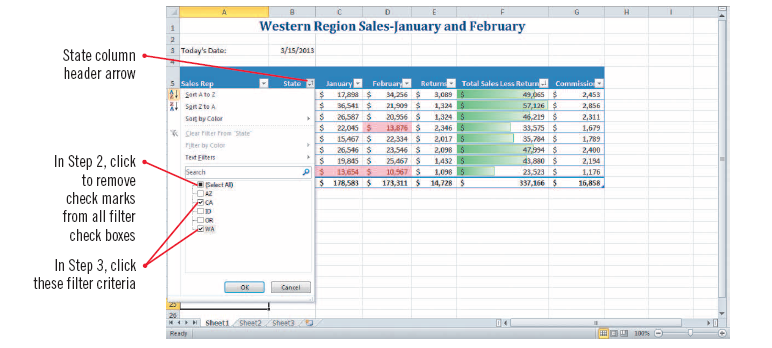 A B C D E F G H I
1 Western Region Sales-January and February
2
3 Today's Date: 3/15/2013
5 Sales Rep State January February Returns Total Sales Less Returns Commission
Sort A to Z
Sort Z to A
Sort by Color
Clear Filter From "State"
Filter by Color
Text Filters
Search
(Select All)
AZ
CA
ID
OR
WA
OK Cancel
$ 17,898 $ 34,256 $ 3,089 $ 49,065 $ 2,453
$ 36,541 $ 21,909 $ 1,324 $ 57,126 $ 2,856
$ 26,587 $ 20,956 $ 1,324 $ 46,219 $ 2,311
$ 22,045 $ 13,876 $ 2,346 $ 33,575 $ 1,679
$ 15,467 $ 22,334 $ 2,017 $ 35,784 $ 1,789
$ 26,546 $ 23,546 $ 2,098 $ 47,994 $ 2,400
$ 19,845 $ 25,467 $ 1,432 $ 43,880 $ 2,194
$ 13,654 $ 10,967 $ 1,098 $ 23,523 $ 1,176
$ 178,583 $ 173,311 $ 14,728 $ 337,166 $ 16,858
25
26
Sheet1 Sheet2 Sheet3
Ready 100%
State column
header arrow
In Step 2, click
to remove
check marks
from all filter
check boxes
In Step 3, click
these filter criteria